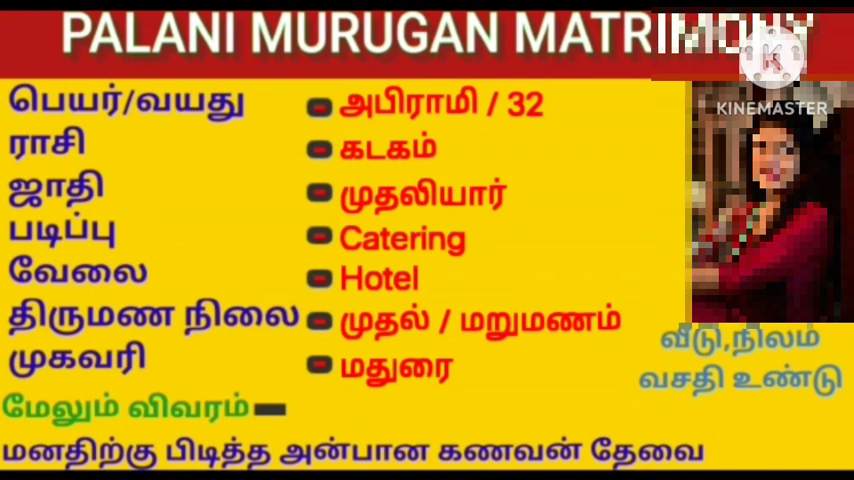 PALANI MURUGAN MATRIMONY
KINEMASTER
பெயர்/வயது - அபிராமி / 32
ராசி - கடகம்
ஜாதி - முதலியார்
படிப்பு - Catering
வேலை - Hotel
திருமண நிலை - முதல் / மறுமணம்
முகவரி - மதுரை
வீடு,நிலம்
வசதி உண்டு
மேலும் விவரம் -
மனதிற்கு பிடித்த அன்பான கணவன் தேவை